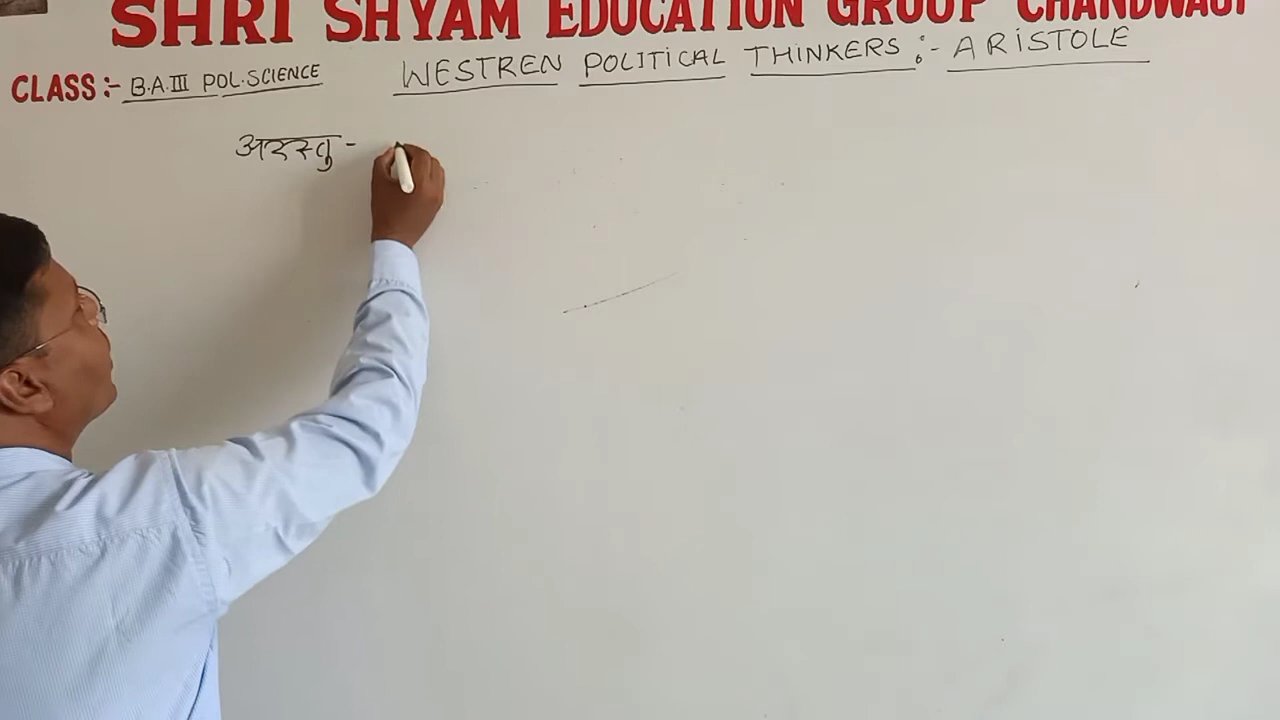 SHRI SHYAM EDUCATION GROUP CHANDWAJI
CLASS:- B.A.III POL.SCIENCE WESTREN POLITICAL THINKERS:- ARISTOLE
अरस्तु -